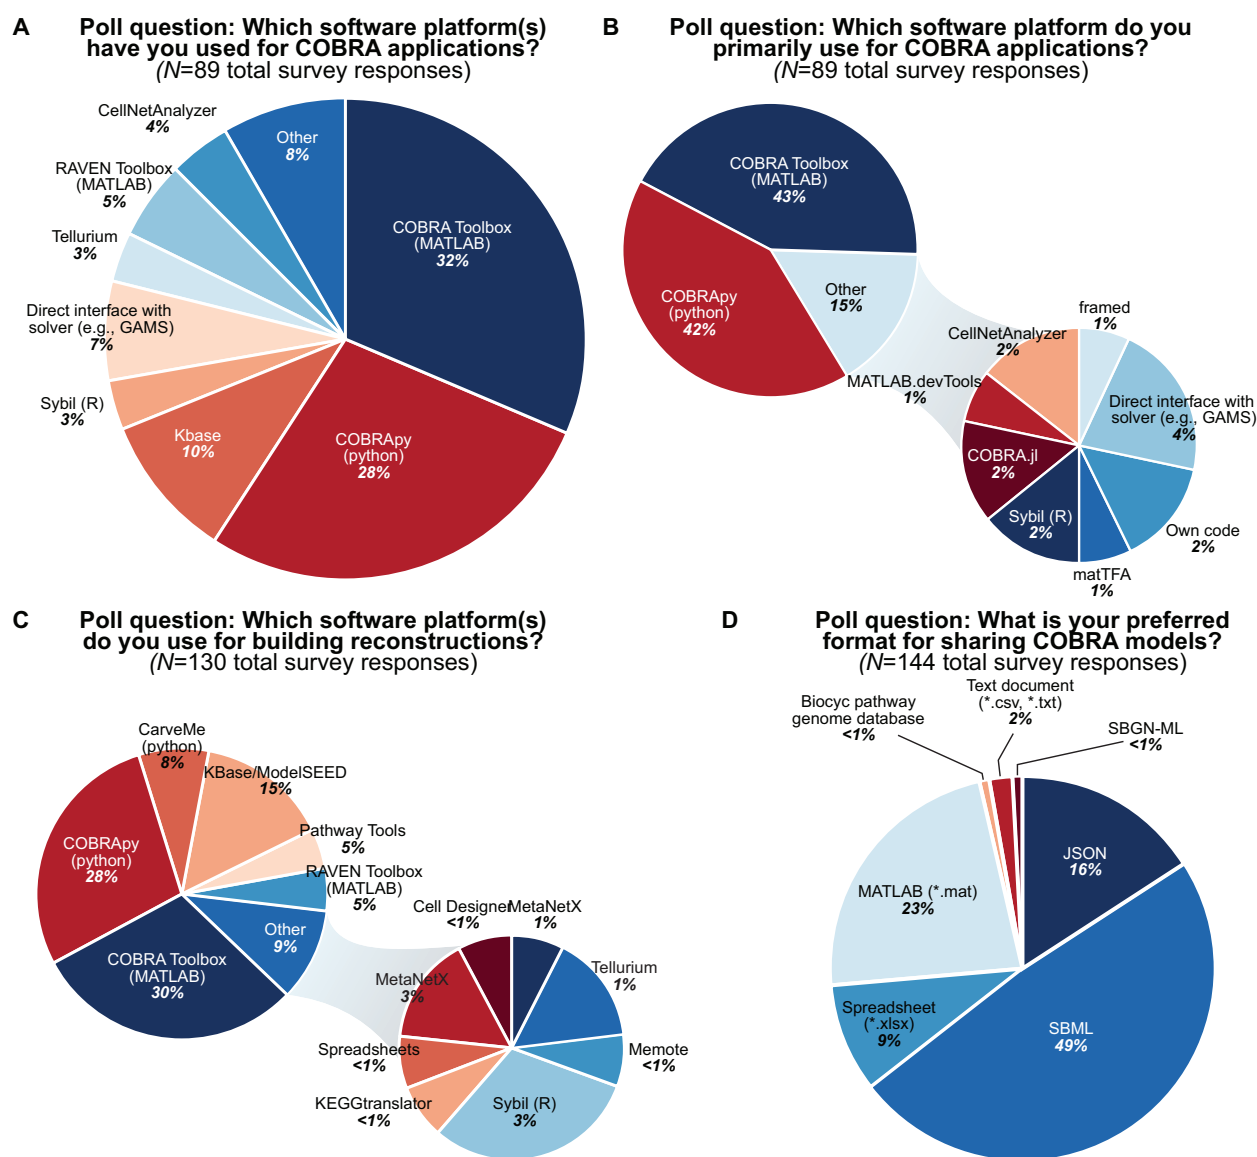 A
Poll question: Which software platform(s)
have you used for COBRA applications?
(N=89 total survey responses)
CellNetAnalyzer
4%
Other
8%
RAVEN Toolbox
(MATLAB)
5%
COBRA Toolbox
(MATLAB)
32%
Tellurium
3%
Direct interface with
solver (e.g., GAMS)
7%
Sybil (R)
3%
Kbase
10%
COBRApy
(python)
28%
B
Poll question: Which software platform do you
primarily use for COBRA applications?
(N=89 total survey responses)
COBRA Toolbox
(MATLAB)
43%
COBRApy
(python)
42%
Other
15%
framed
1%
CellNetAnalyzer
2%
MATLAB.devTools
1%
Direct interface with
solver (e.g., GAMS)
4%
COBRA.jl
2%
Sybil (R)
2%
Own code
2%
matTFA
1%
C
Poll question: Which software platform(s)
do you use for building reconstructions?
(N=130 total survey responses)
CarveMe
(python)
8%
KBase/ModelSEED
15%
COBRApy
(python)
28%
Pathway Tools
5%
RAVEN Toolbox
(MATLAB)
5%
Other
9%
COBRA Toolbox
(MATLAB)
30%
Cell Designer
<1%
MetaNetX
1%
MetaNetX
3%
Tellurium
1%
Spreadsheets
<1%
Memote
<1%
KEGGtranslator
<1%
Sybil (R)
3%
D
Poll question: What is your preferred
format for sharing COBRA models?
(N=144 total survey responses)
Biocyc pathway
genome database
<1%
Text document
(*.csv, *.txt)
2%
SBGN-ML
<1%
JSON
16%
MATLAB (*.mat)
23%
Spreadsheet
(*.xlsx)
9%
SBML
49%